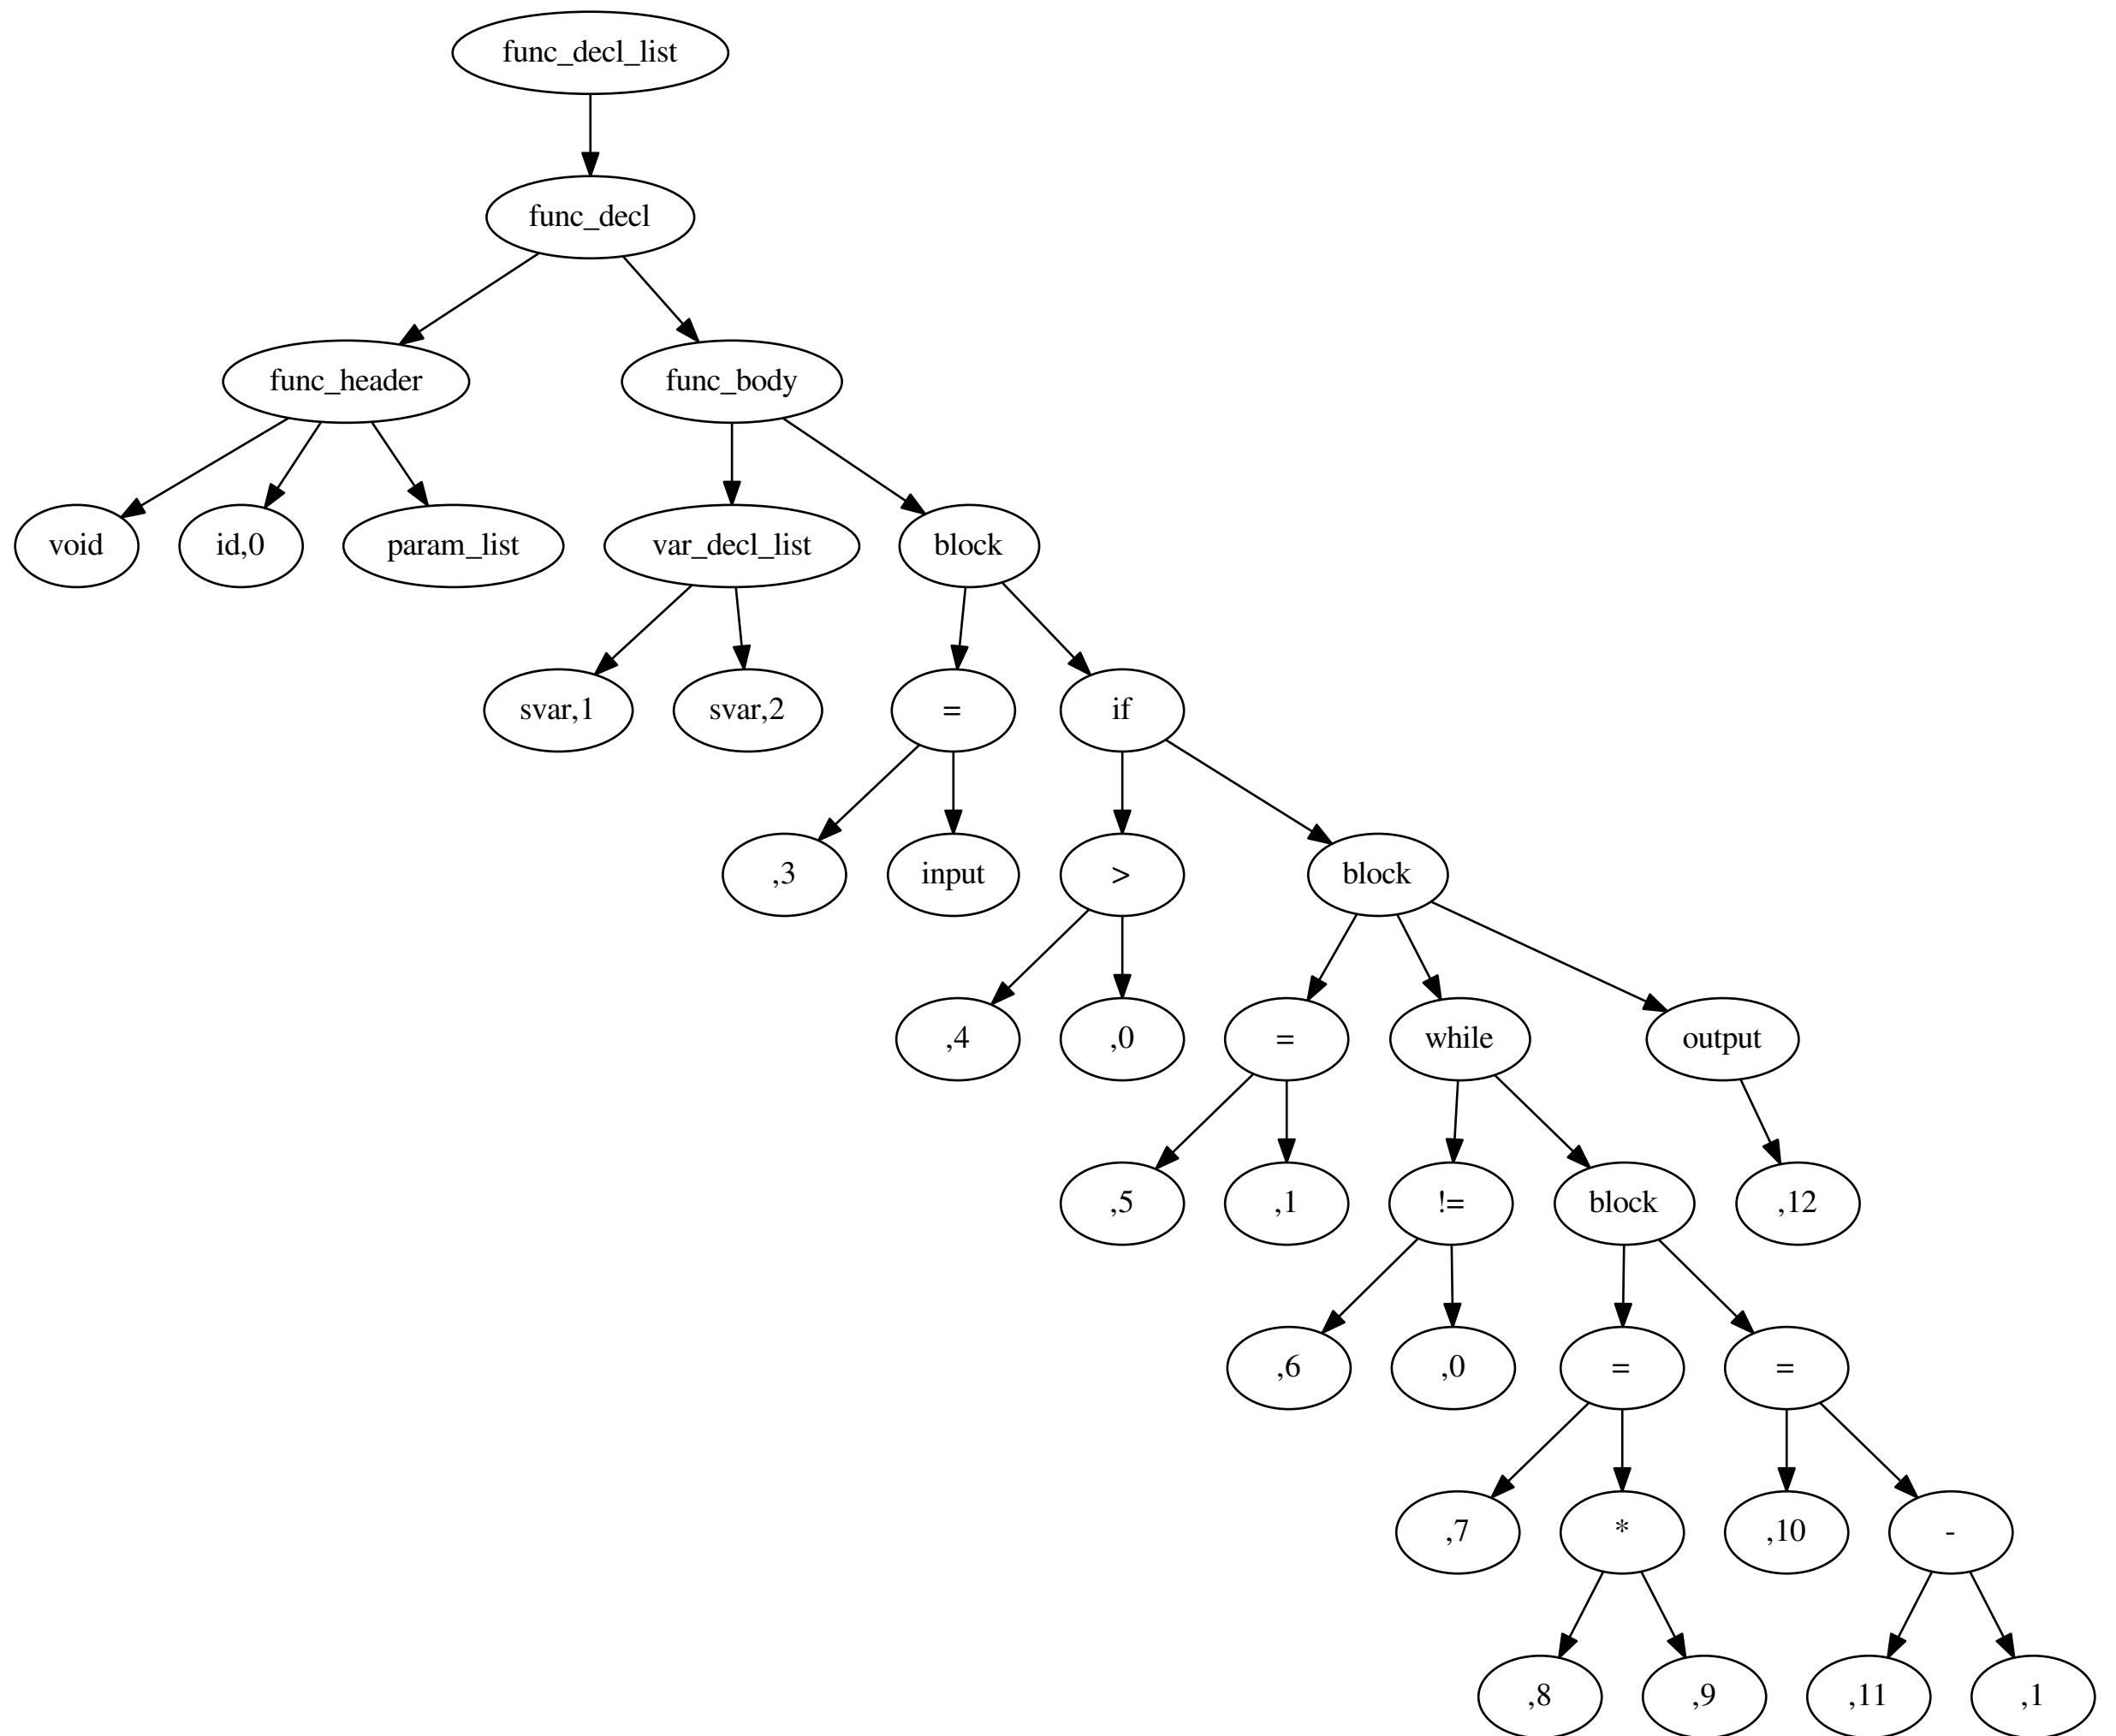 func_decl_list
func_decl
func_header
func_body
void
id,0
param_list
var_decl_list
block
svar,1
svar,2
=
if
,3
input
>
block
,4
,0
=
while
output
,5
,1
!=
block
,12
,6
,0
=
=
,7
*
,10
-
,8
,9
,11
,1